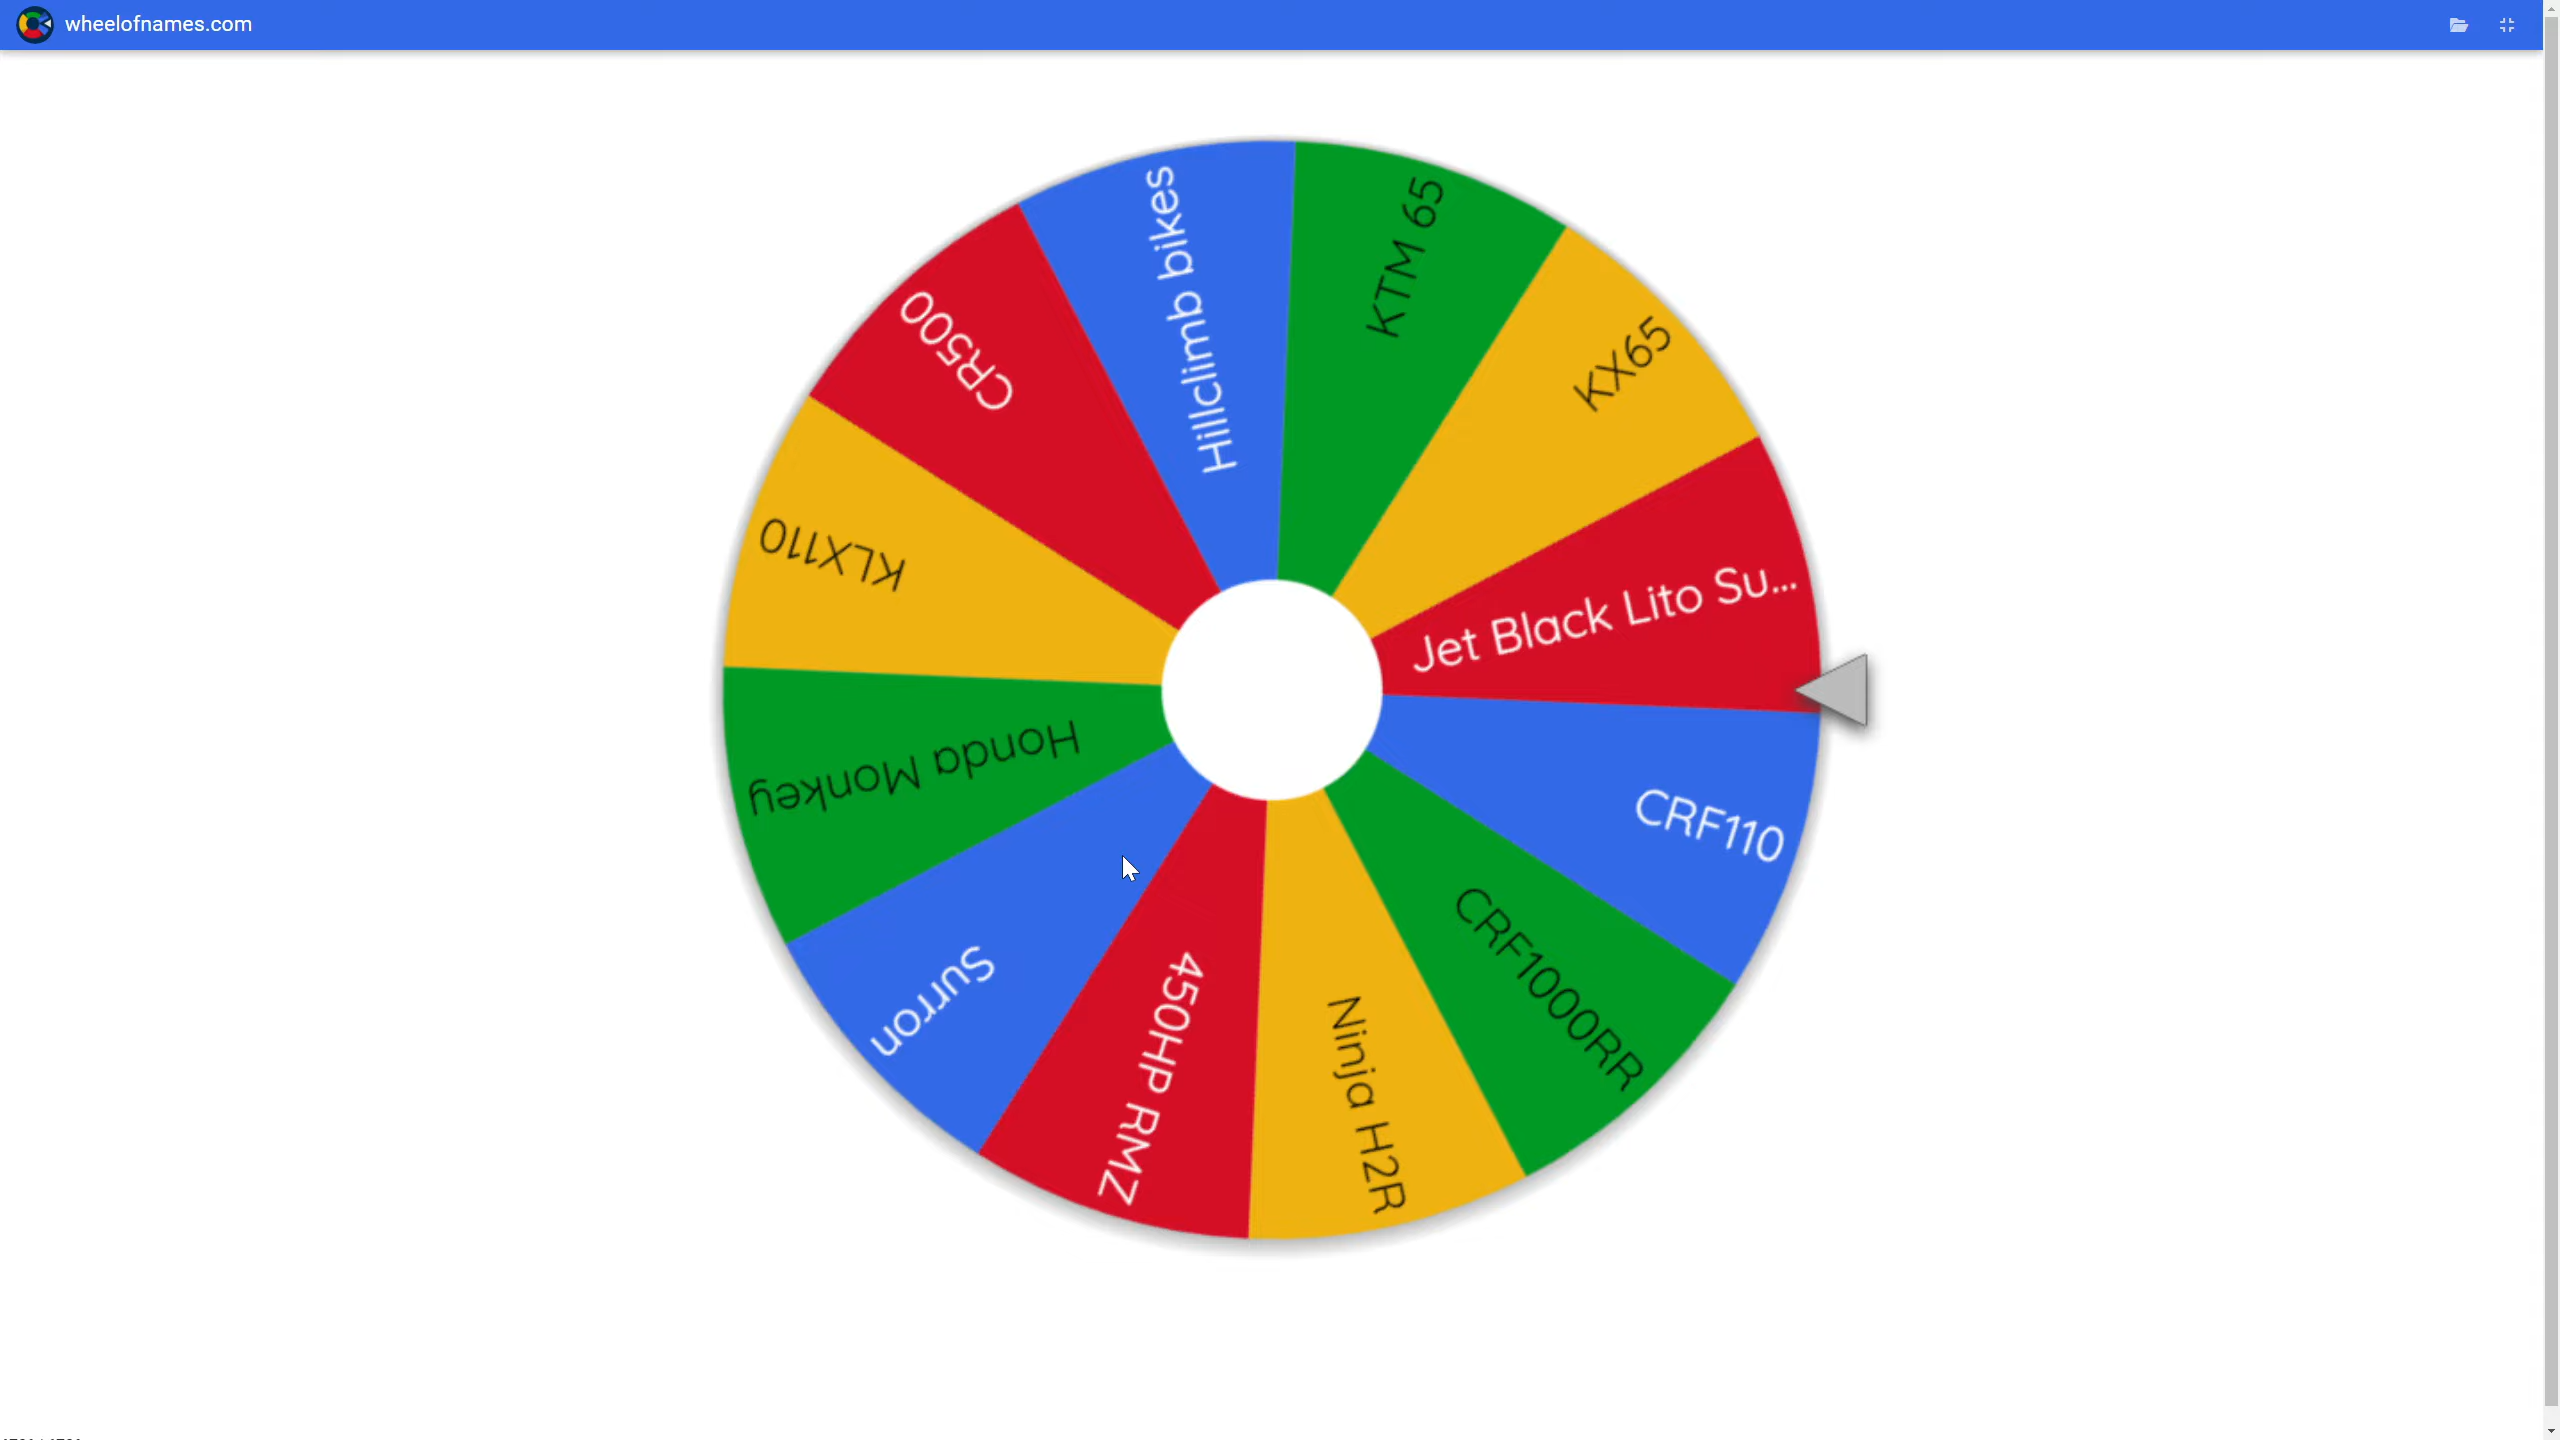 wheelofnames.com
Hillclimb bikes
KTM 65
KX65
Jet Black Lito Su...
CRF110
CRF1000RR
Ninja H2R
450HP RMZ
Surron
Honda Monkey
KLX110
CR500